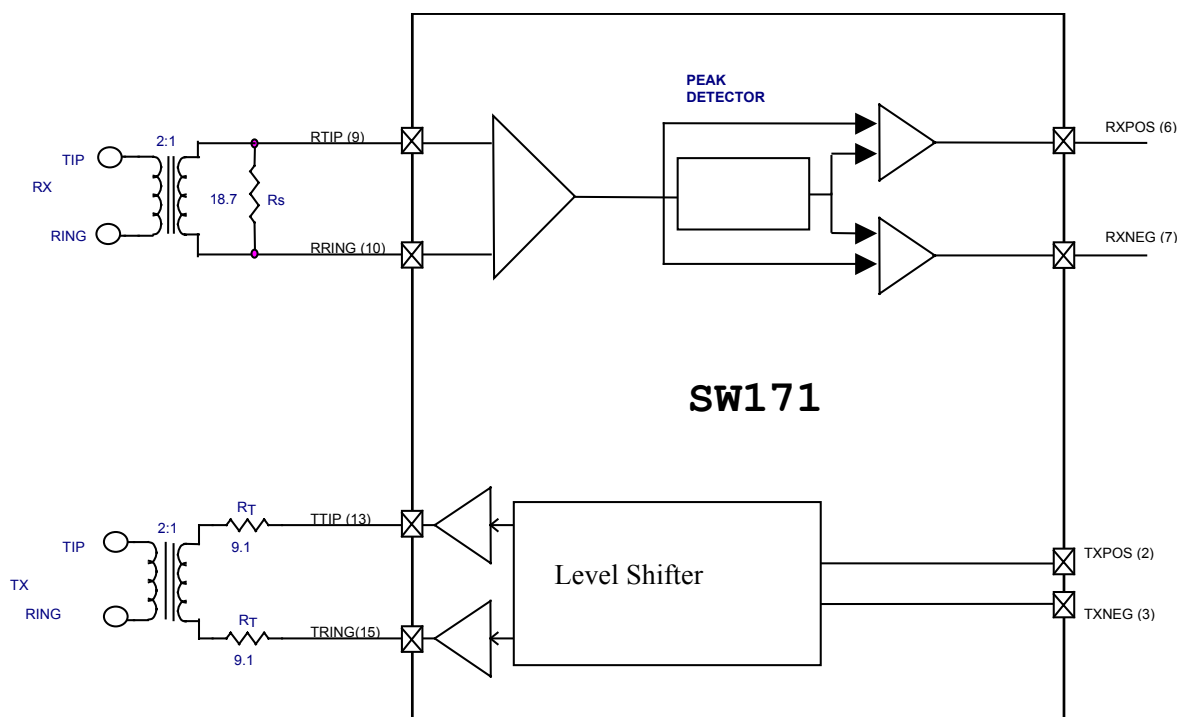 PEAK
DETECTOR
2:1
RTIP (9)
RXPOS (6)
TIP
RX
18.7
Rs
RING
RRING (10)
RXNEG (7)
SW171
RT
2:1
TTIP (13)
9.1
TIP
TX
Level Shifter
TXPOS (2)
RING
RT
TRING(15)
TXNEG (3)
9.1